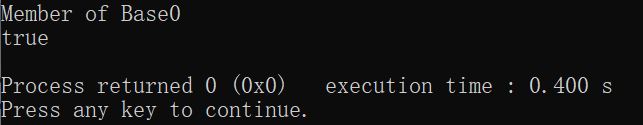 Member of Base0
true
Process returned 0 (0x0)   execution time : 0.400 s
Press any key to continue.